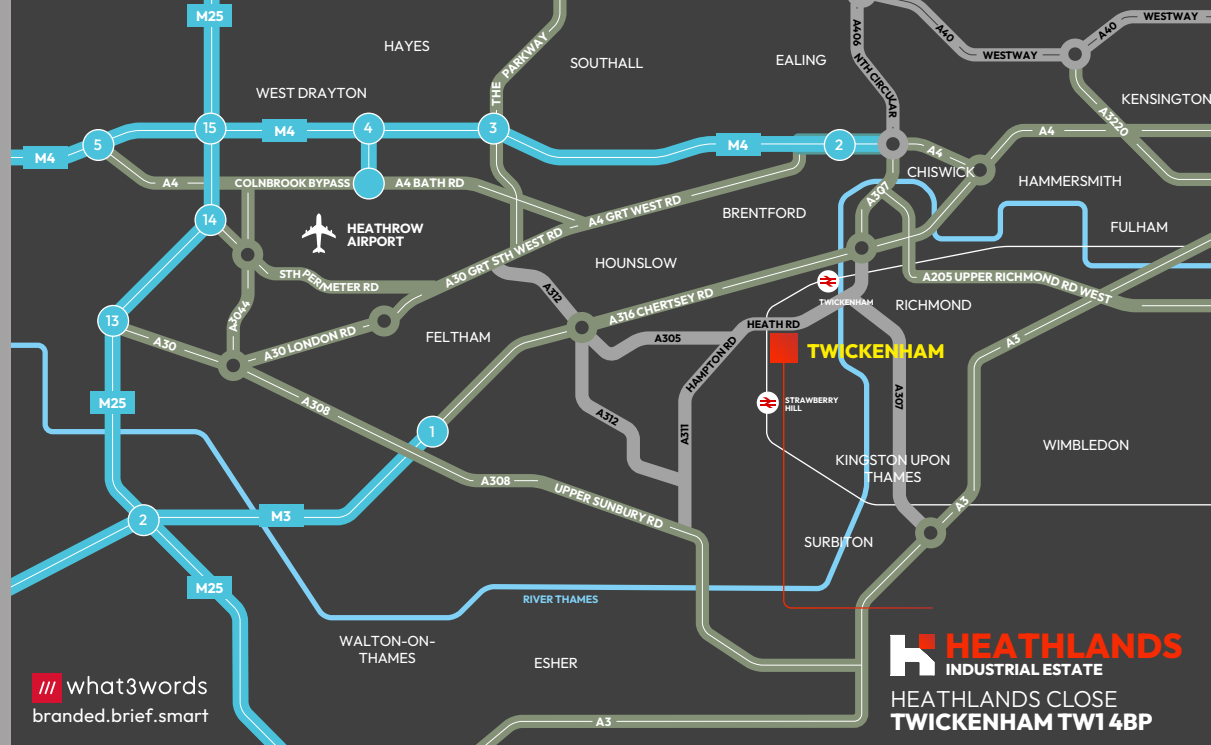 M25
A406
NTH CIRCULAR
A40
WESTWAY
A40
WESTWAY
HAYES
THE PARKWAY
SOUTHALL
EALING
WEST DRAYTON
KENSINGTON
A3220
5
15
M4
4
3
M4
2
A4
A4
M4
A4
COLNBROOK BYPASS
A4 BATH RD
CHISWICK
HAMMERSMITH
A307
14
HEATHROW
AIRPORT
A4 GRT WEST RD
BRENTFORD
FULHAM
A30 GRT STH WEST RD
STH PERIMETER RD
HOUNSLOW
A205 UPPER RICHMOND RD WEST
A312
TWICKENHAM
RICHMOND
A3044
A316 CHERTSEY RD
13
A30
A30 LONDON RD
FELTHAM
A305
HEATH RD
TWICKENHAM
A3
HAMPTON RD
M25
A308
STRAWBERRY
HILL
A307
A312
1
A311
WIMBLEDON
KINGSTON UPON
THAMES
A308
UPPER SUNBURY RD
A3
2
M3
SURBITON
M25
RIVER THAMES
WALTON-ON-
THAMES
ESHER
HEATHLANDS
INDUSTRIAL ESTATE
what3words
branded.brief.smart
HEATHLANDS CLOSE
TWICKENHAM TW1 4BP
A3